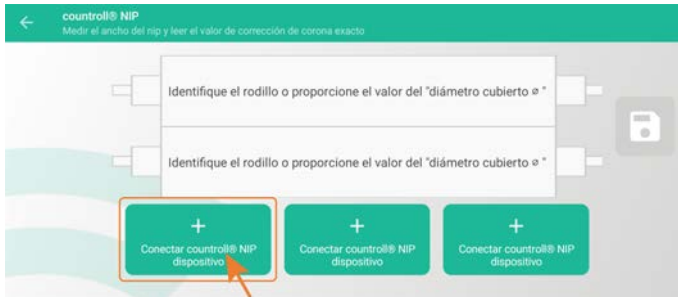 countroll® NIP
Medir el ancho del nip y leer el valor de corrección de corona exacto
Identifique el rodillo o proporcione el valor del "diámetro cubierto ø "
Identifique el rodillo o proporcione el valor del "diámetro cubierto ø "
+ + +
Conectar countroll® NIP Conectar countroll® NIP Conectar countroll® NIP
dispositivo dispositivo dispositivo